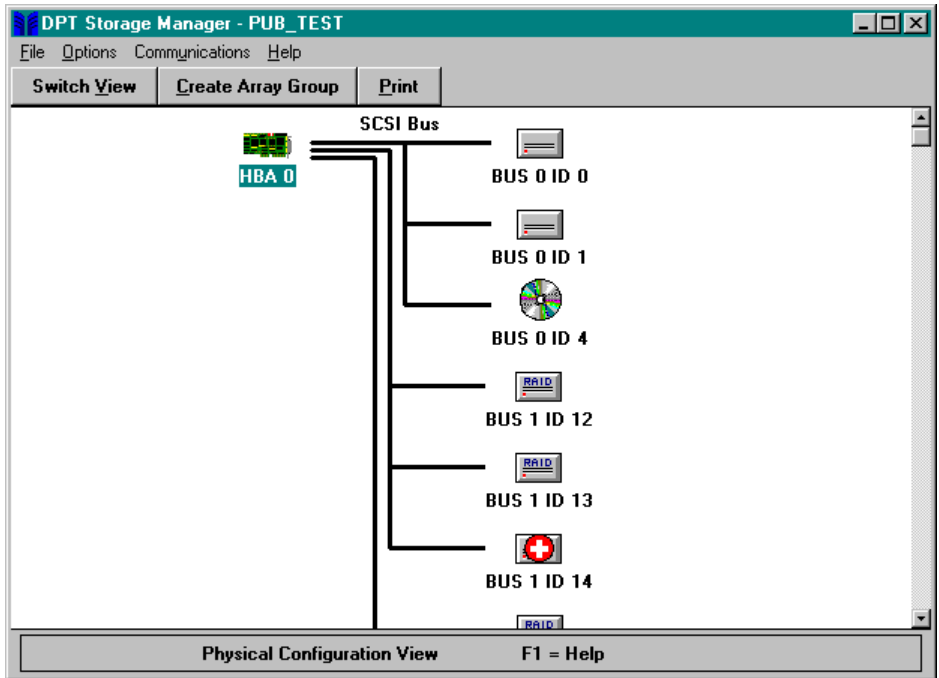 DPT Storage Manager - PUB_TEST
File Options Communications Help
Switch View Create Array Group Print
SCSI Bus
HBA 0
BUS 0 ID 0
BUS 0 ID 1
BUS 0 ID 4
RAID
BUS 1 ID 12
RAID
BUS 1 ID 13
BUS 1 ID 14
RAID
Physical Configuration View F1 = Help